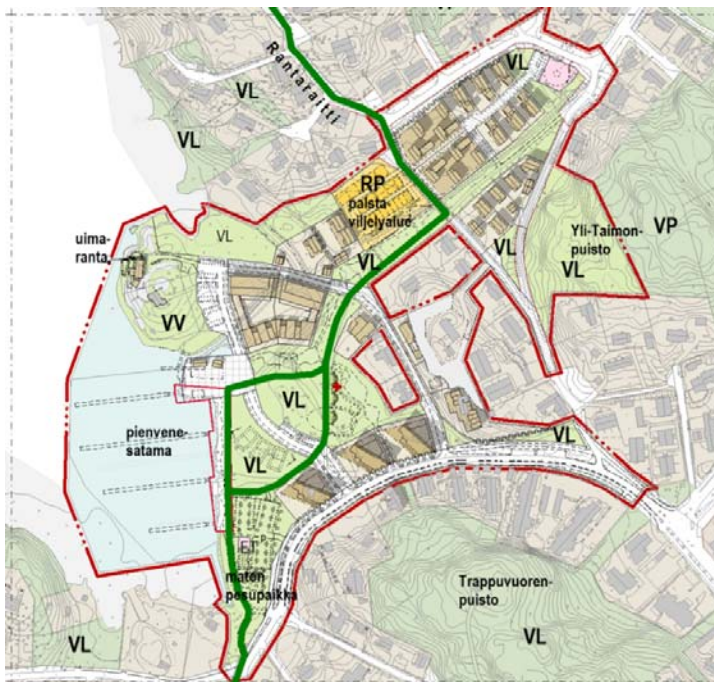 Rantaraitti
VL
VL
VL
RP
palsta-
viljelyalue
VL
uima-
ranta
VL
VL
Yli-Taimon-
puisto
VL
VP
VV
VL
pienvene-
satama
VL
VL
ET
maton
pesupaikka
Trappuvuoren-
puisto
VL
VL